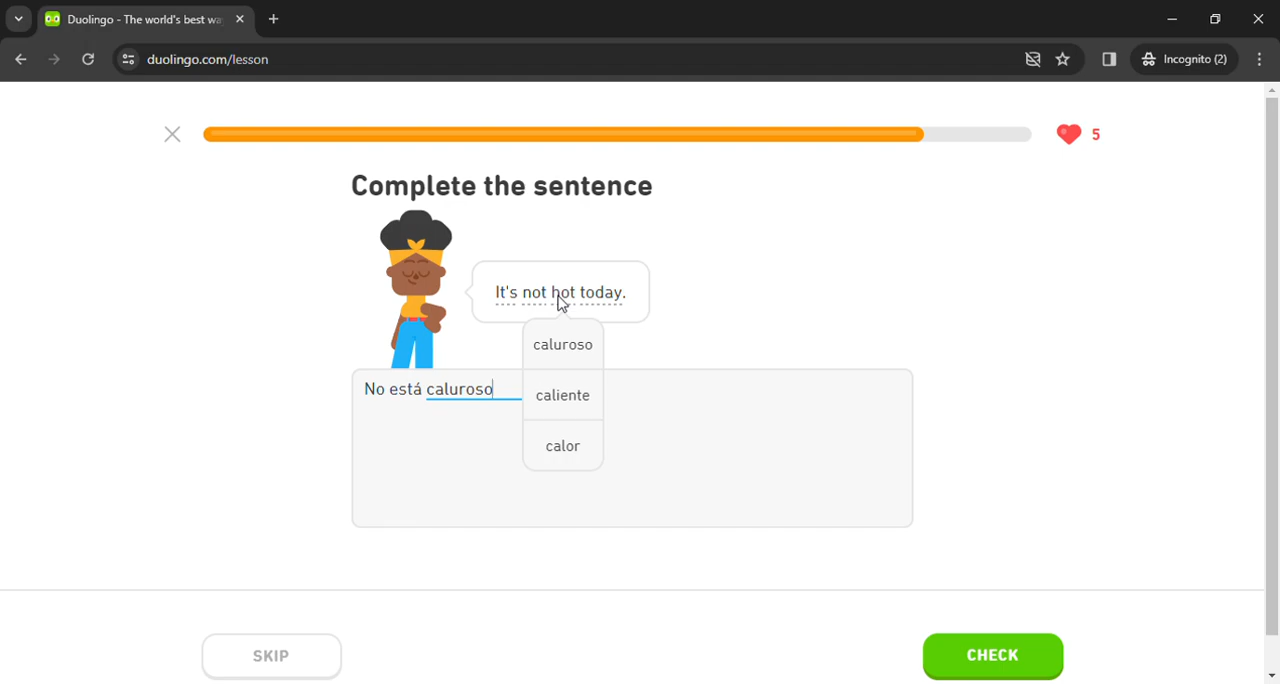 Duolingo - The world's best wa
duolingo.com/lesson
Incognito (2)
5
Complete the sentence
It's not hot today.
caluroso
No está caluroso
caliente
calor
SKIP
CHECK